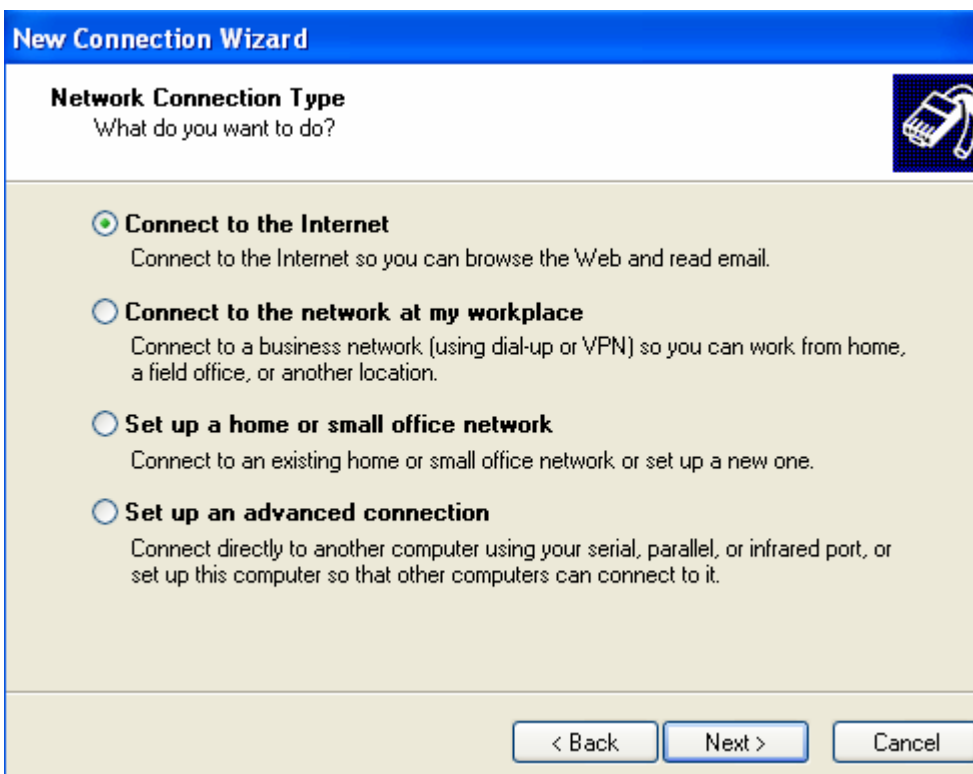 New Connection Wizard
Network Connection Type
What do you want to do?
Connect to the Internet
Connect to the Internet so you can browse the Web and read email.
Connect to the network at my workplace
Connect to a business network (using dial-up or VPN) so you can work from home,
a field office, or another location.
Set up a home or small office network
Connect to an existing home or small office network or set up a new one.
Set up an advanced connection
Connect directly to another computer using your serial, parallel, or infrared port, or
set up this computer so that other computers can connect to it.
< Back Next > Cancel